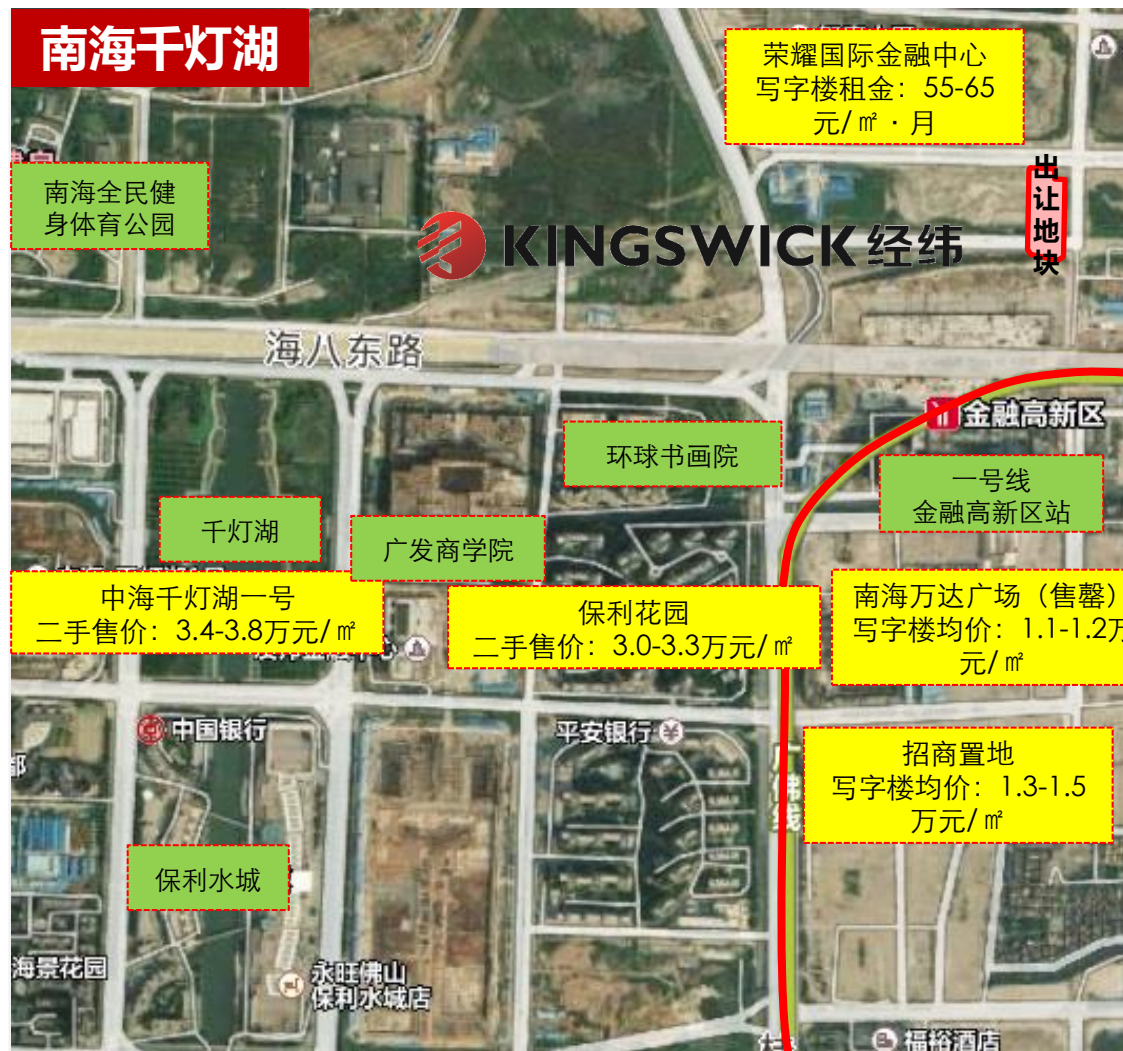 南海千灯湖
荣耀国际金融中心
写字楼租金：55-65
元/㎡·月
出
让
地
块
南海全民健
身体育公园
KINGSWICK 经纬
海八东路
金融高新区
环球书画院
一号线
金融高新区站
千灯湖
广发商学院
中海千灯湖一号
二手售价：3.4-3.8万元/㎡
保利花园
二手售价：3.0-3.3万元/㎡
南海万达广场（售罄）
写字楼均价：1.1-1.2万
元/㎡
中国银行
平安银行
招商置地
写字楼均价：1.3-1.5
万元/㎡
保利水城
海景花园
永旺佛山
保利水城店
福裕酒店